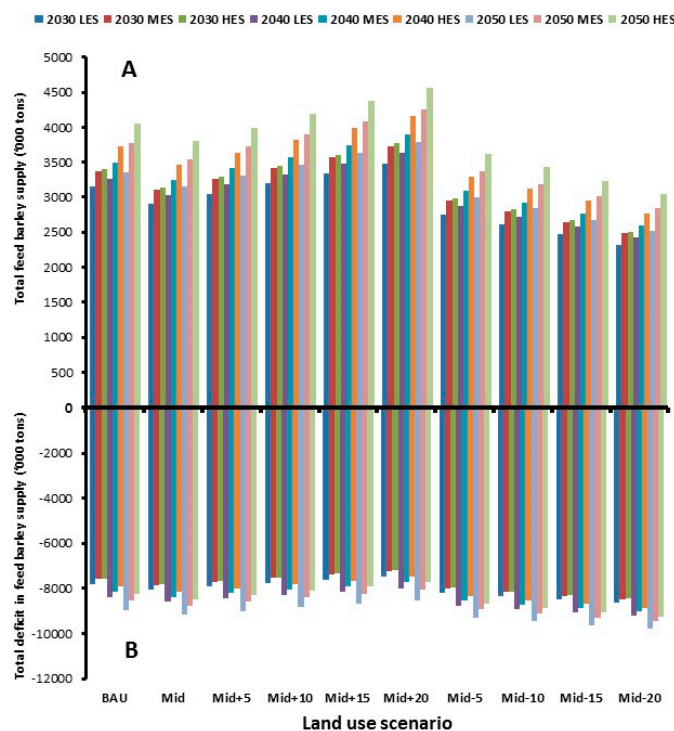 2030 LES 2030 MES 2030 HES 2040 LES 2040 MES 2040 HES 2050 LES 2050 MES 2050 HES
A
Total feed barley supply ('000 tons)
5000
4500
4000
3500
3000
2500
2000
1500
1000
500
0
Total deficit in feed barley supply ('000 tons)
-2000
-4000
-6000
-8000
-10000
-12000
B
BAU Mid Mid+5 Mid+10 Mid+15 Mid+20 Mid-5 Mid-10 Mid-15 Mid-20
Land use scenario